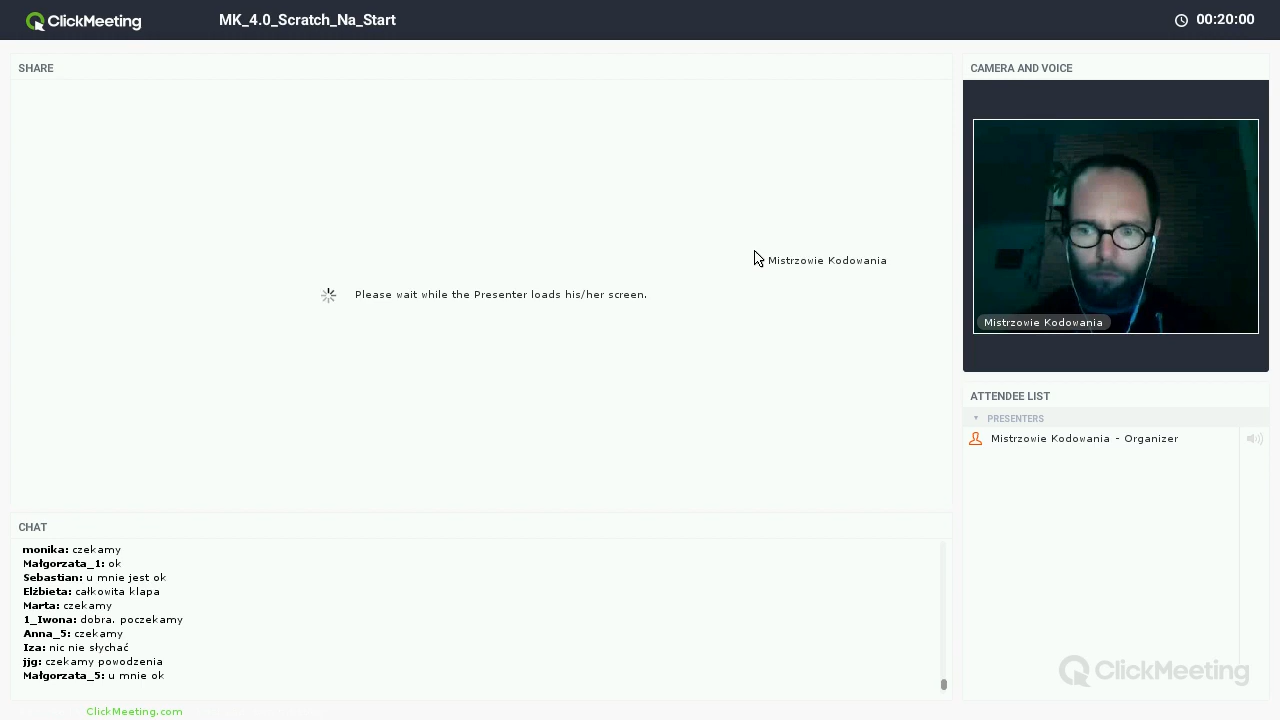 ClickMeeting
MK_4.0_Scratch_Na_Start
00:20:00
SHARE
Mistrzowie Kodowania
Please wait while the Presenter loads his/her screen.
CAMERA AND VOICE
Mistrzowie Kodowania
ATTENDEE LIST
PRESENTERS
Mistrzowie Kodowania - Organizer
CHAT
monika: czekamy
Małgorzata_1: ok
Sebastian: u mnie jest ok
Elżbieta: całkowita klapa
Marta: czekamy
1_Iwona: dobra. poczekamy
Anna_5: czekamy
Iza: nic nie słychać
jjg: czekamy powodzenia
Małgorzata_5: u mnie ok
ClickMeeting
ClickMeeting.com